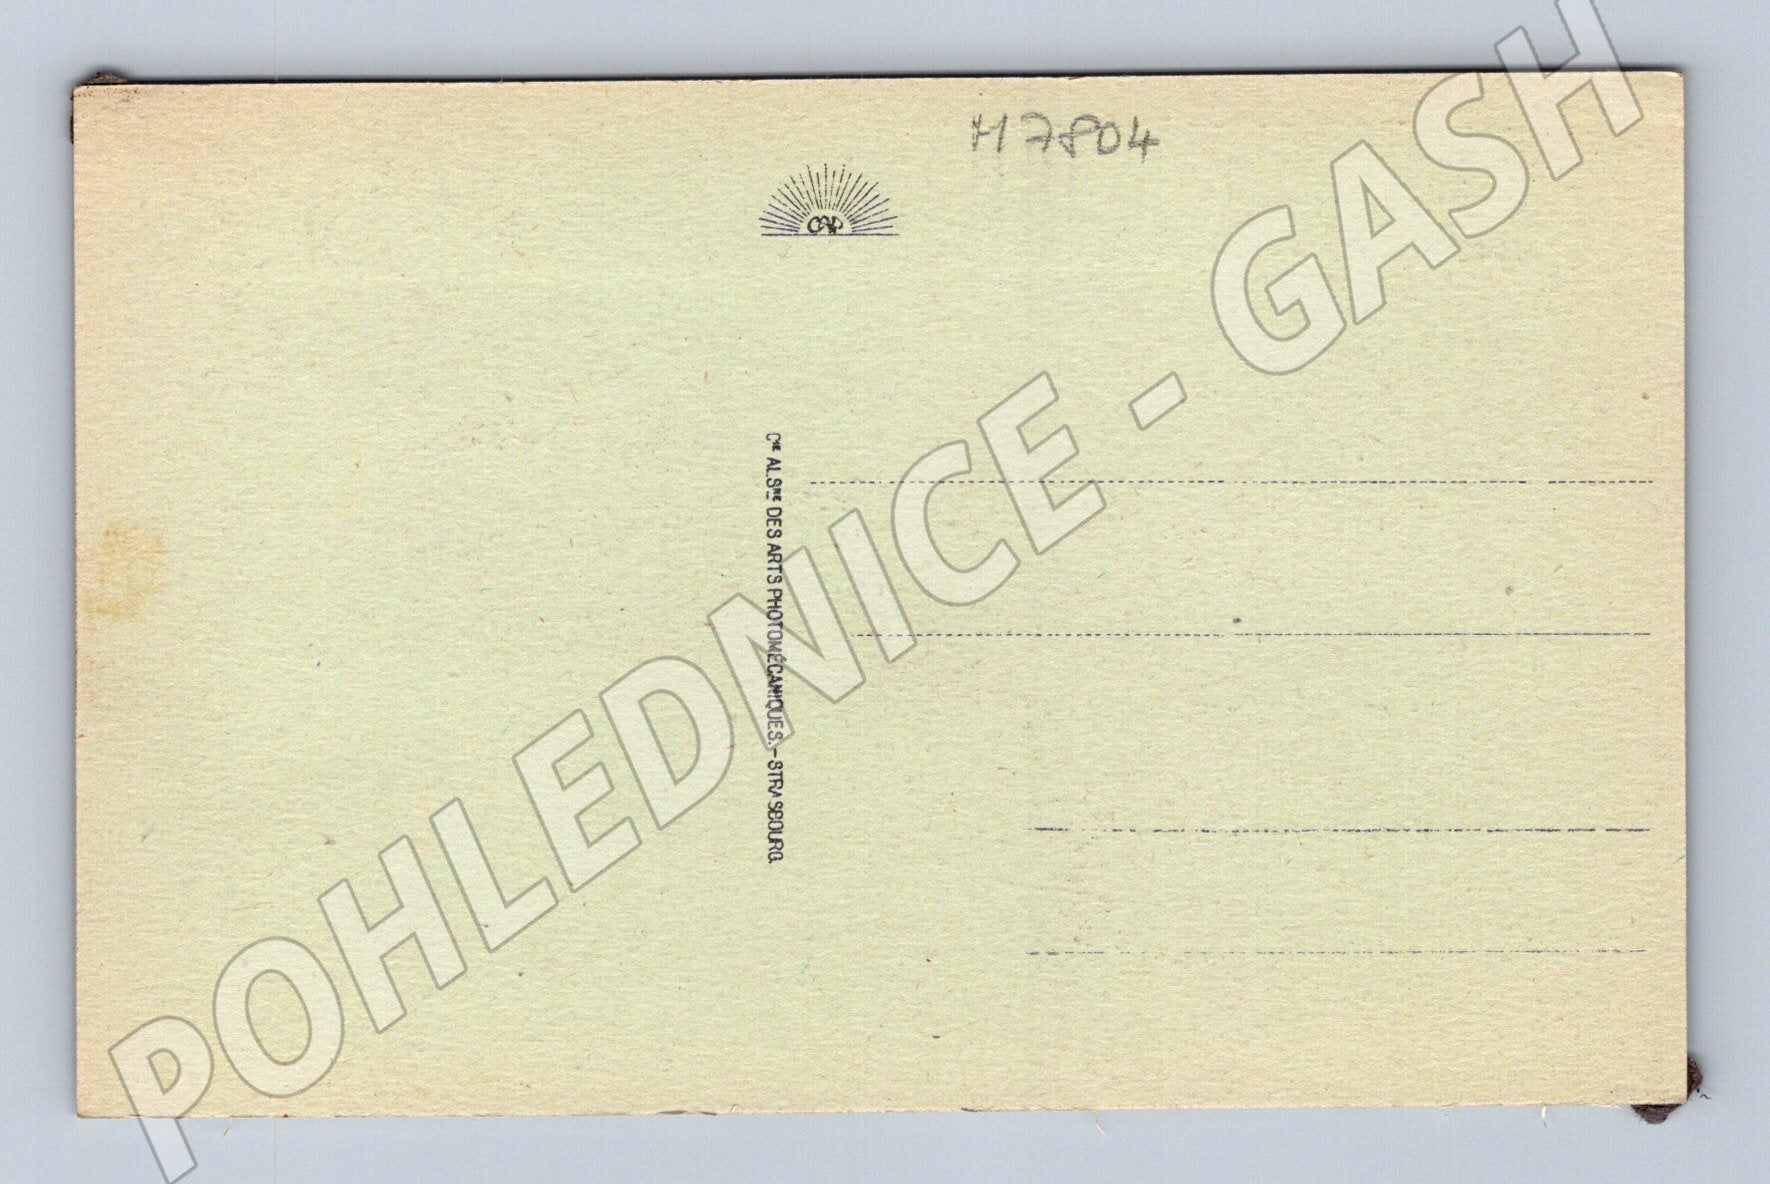 H7804
CAP
Cie ALSne DES ARTS PHOTOMÉCANIQUES. - STRASBOURG.
POHLEDNICE - GASH